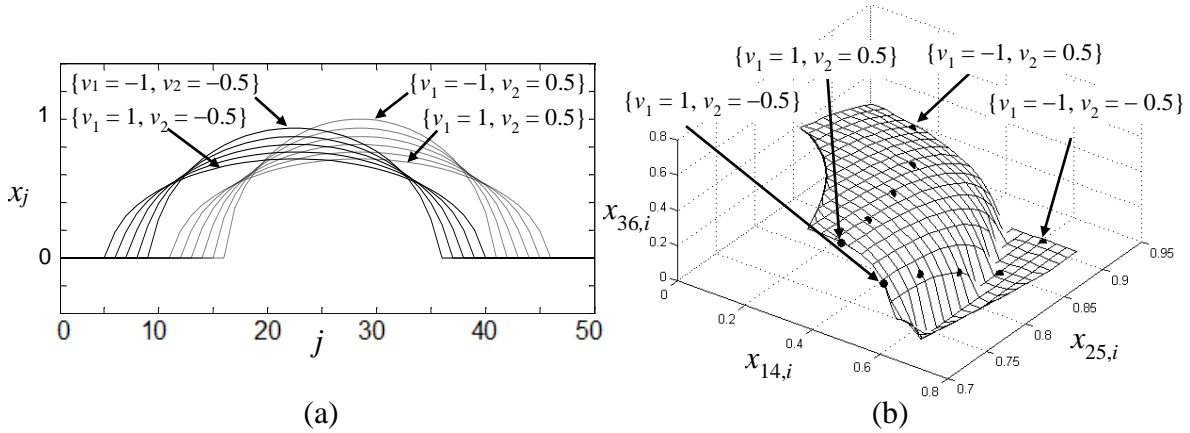 {v1 = −1, v2 = −0.5}
{v1 = −1, v2 = 0.5}
{v1 = 1, v2 = −0.5}
{v1 = 1, v2 = 0.5}
1
xj
0
0 10 20 30 40 50
j
(a)
{v1 = 1, v2 = 0.5}
{v1 = −1, v2 = 0.5}
{v1 = 1, v2 = −0.5}
{v1 = −1, v2 = − 0.5}
0.8
0.6
0.4
0.2
0
x36,i
0
0.2
0.4
0.6
0.8
x14,i
0.7
0.75
0.8
0.85
0.9
0.95
x25,i
(b)